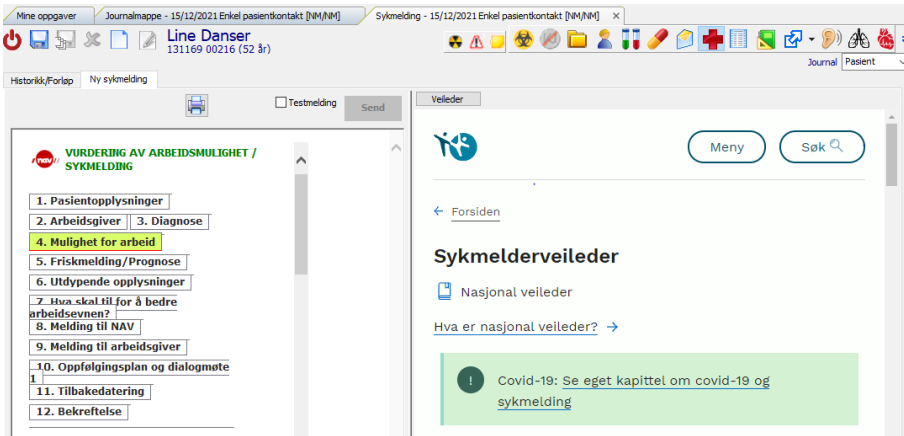 Mine oppgaver
Journalmappe - 15/12/2021 Enkel pasientkontakt [NM/NM]
Sykmelding - 15/12/2021 Enkel pasientkontakt [NM/NM]
Line Danser
131169 00216 (52 år)
Journal Pasient
Historikk/Forløp Ny sykmelding
Testmelding
Send
nav
VURDERING AV ARBEIDSMULIGHET /
SYKMELDING
1. Pasientopplysninger
2. Arbeidsgiver 3. Diagnose
4. Mulighet for arbeid
5. Friskmelding/Prognose
6. Utdypende opplysninger
7. Hva skal til for å bedre
arbeidsevnen?
8. Melding til NAV
9. Melding til arbeidsgiver
10. Oppfølgingsplan og dialogmøte
1
11. Tilbakedatering
12. Bekreftelse
Veileder
Meny
Søk
← Forsiden
Sykmelderveileder
Nasjonal veileder
Hva er nasjonal veileder? →
Covid-19: Se eget kapittel om covid-19 og
sykmelding